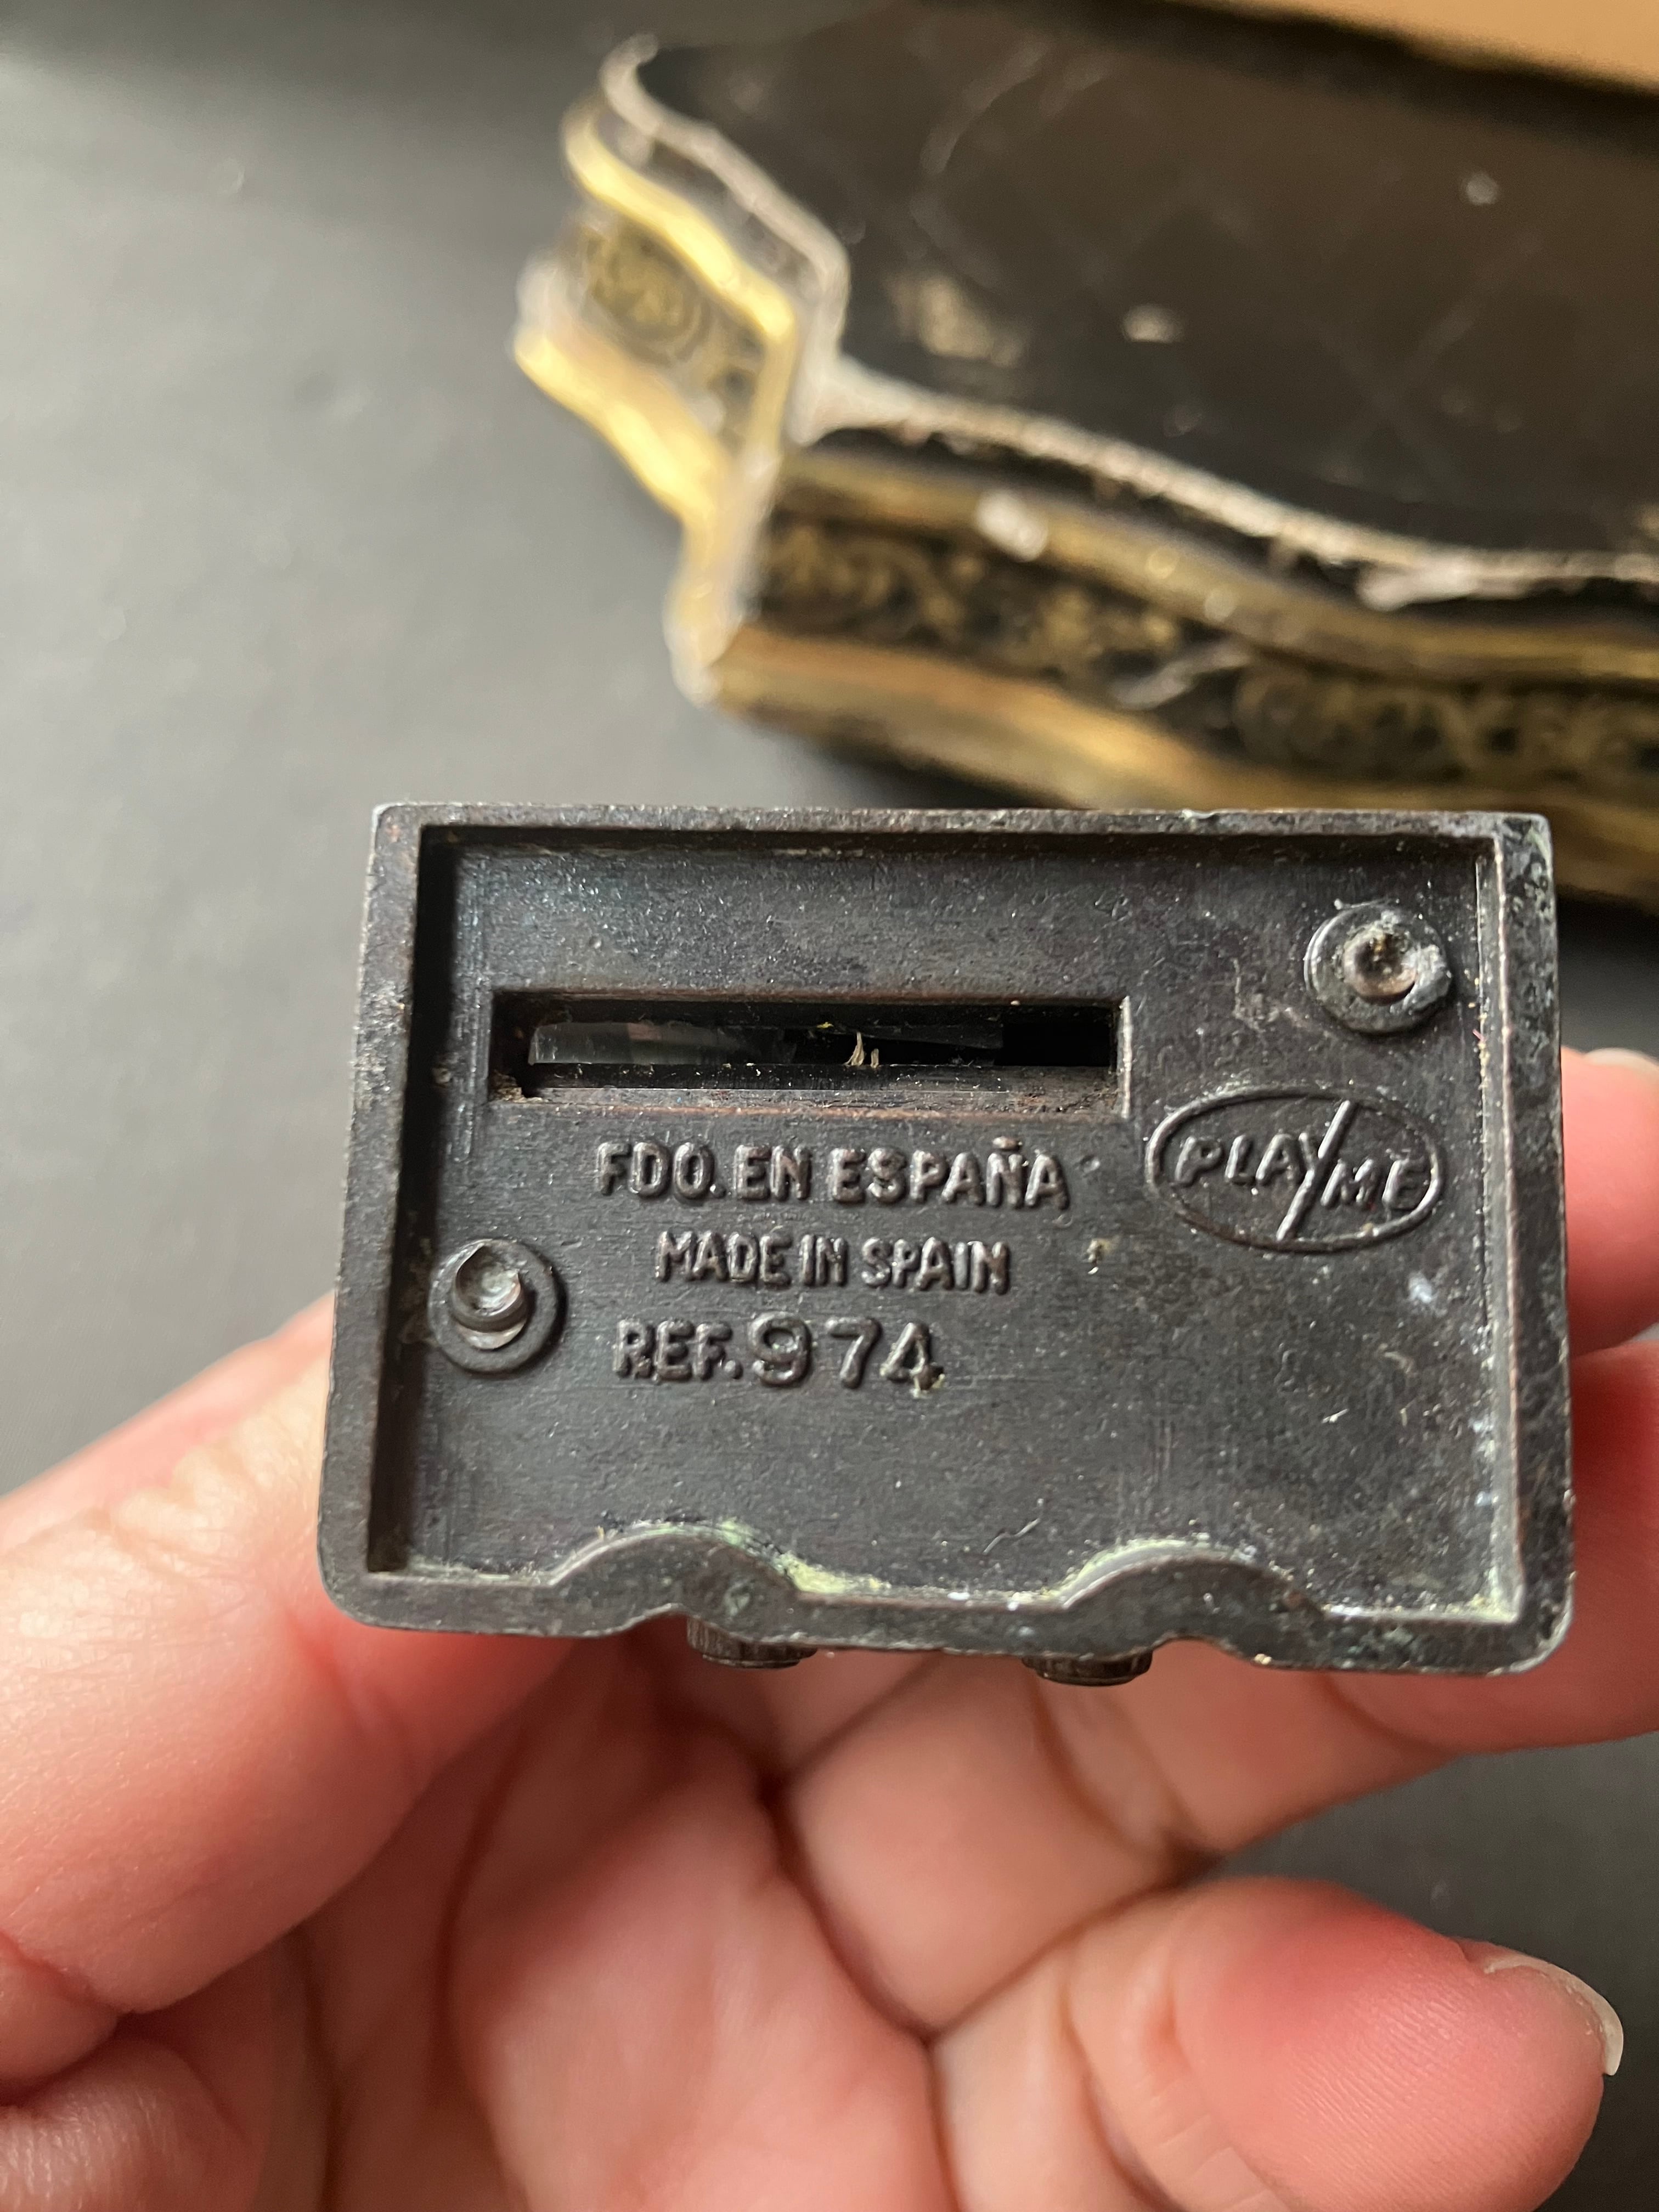 FDO. EN ESPAÑA
PLAYME
MADE IN SPAIN
REF. 974